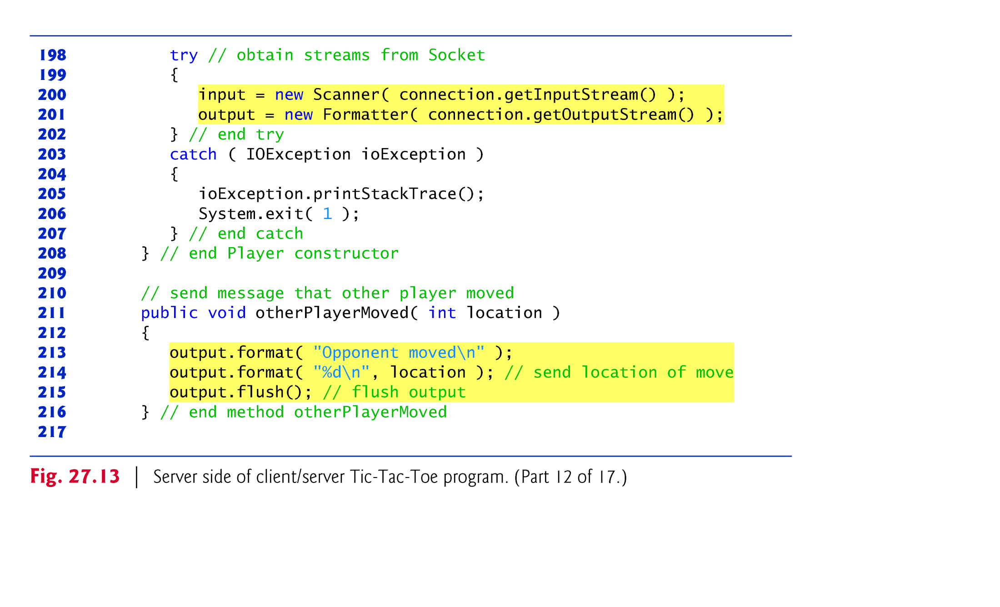 198 try // obtain streams from Socket
199 {
200 input = new Scanner( connection.getInputStream() );
201 output = new Formatter( connection.getOutputStream() );
202 } // end try
203 catch ( IOException ioException )
204 {
205 ioException.printStackTrace();
206 System.exit( 1 );
207 } // end catch
208 } // end Player constructor
209
210 // send message that other player moved
211 public void otherPlayerMoved( int location )
212 {
213 output.format( "Opponent moved\n" );
214 output.format( "%d\n", location ); // send location of move
215 output.flush(); // flush output
216 } // end method otherPlayerMoved
217
Fig. 27.13 | Server side of client/server Tic-Tac-Toe program. (Part 12 of 17.)